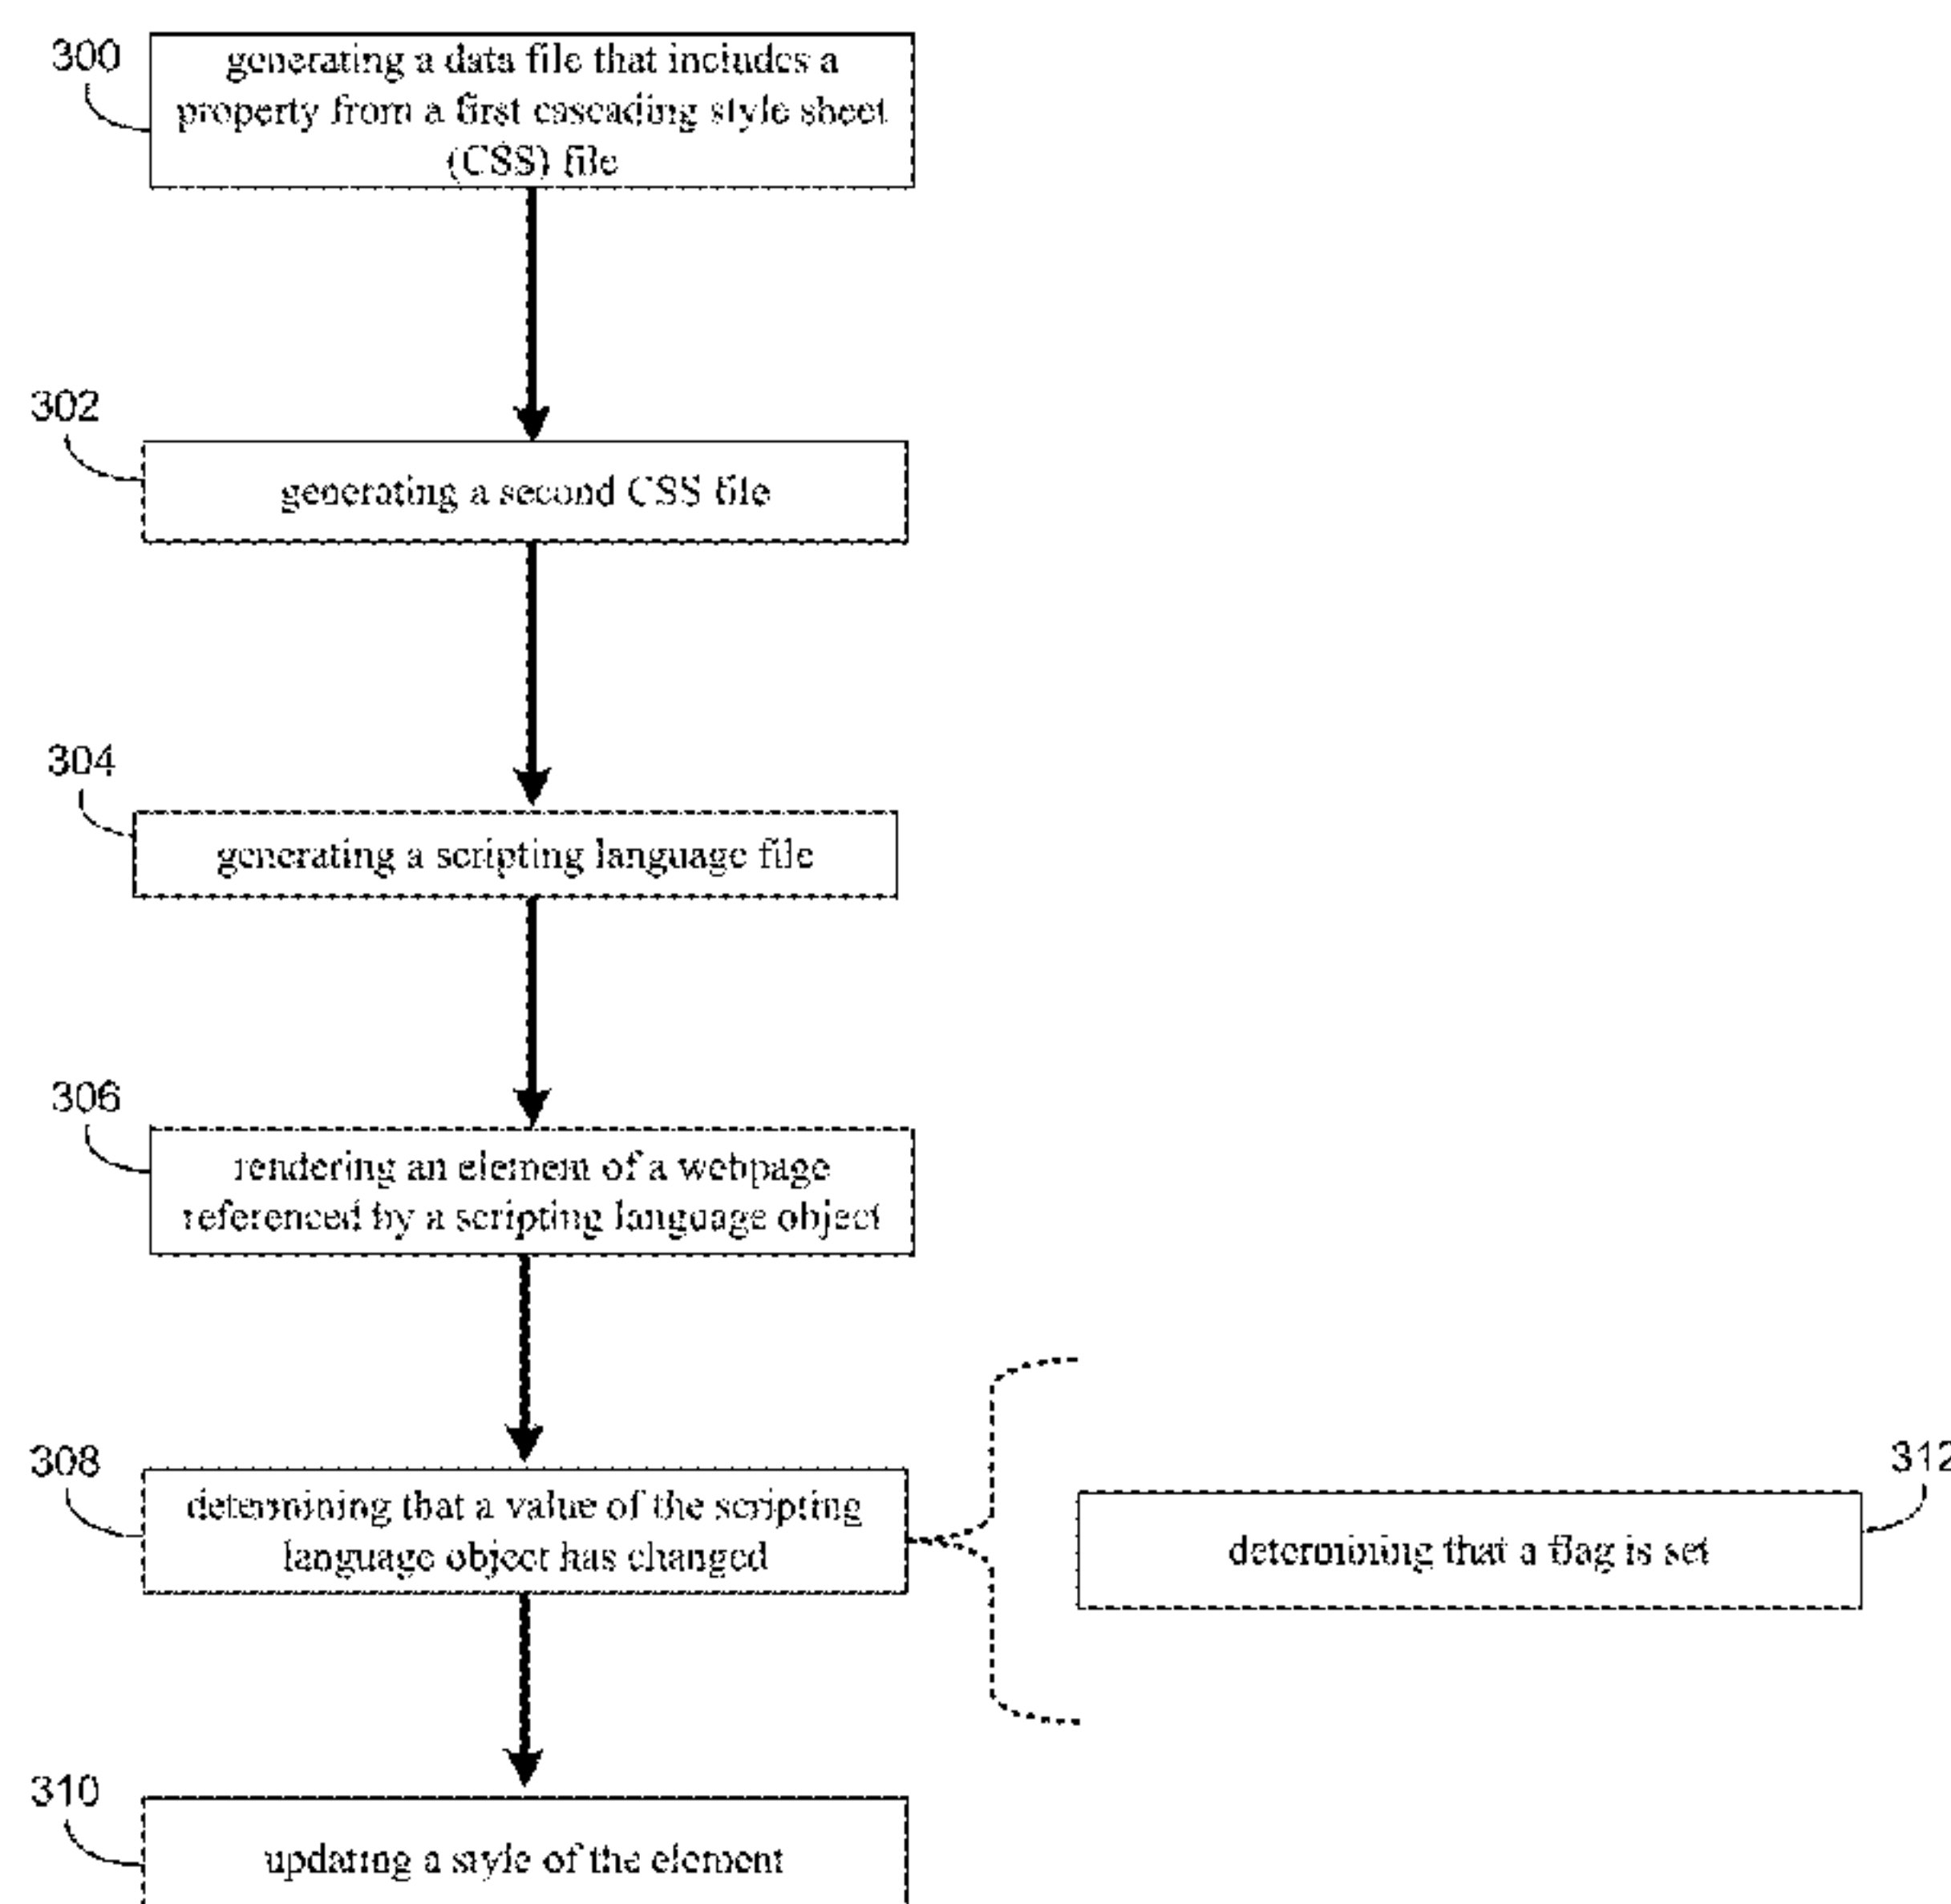 300
generating a data file that includes a
property from a first cascading style sheet
(CSS) file
302
generating a second CSS file
304
generating a scripting language file
306
rendering an element of a webpage
referenced by a scripting language object
308
determining that a value of the scripting
language object has changed
312
determining that a flag is set
310
updating a style of the element